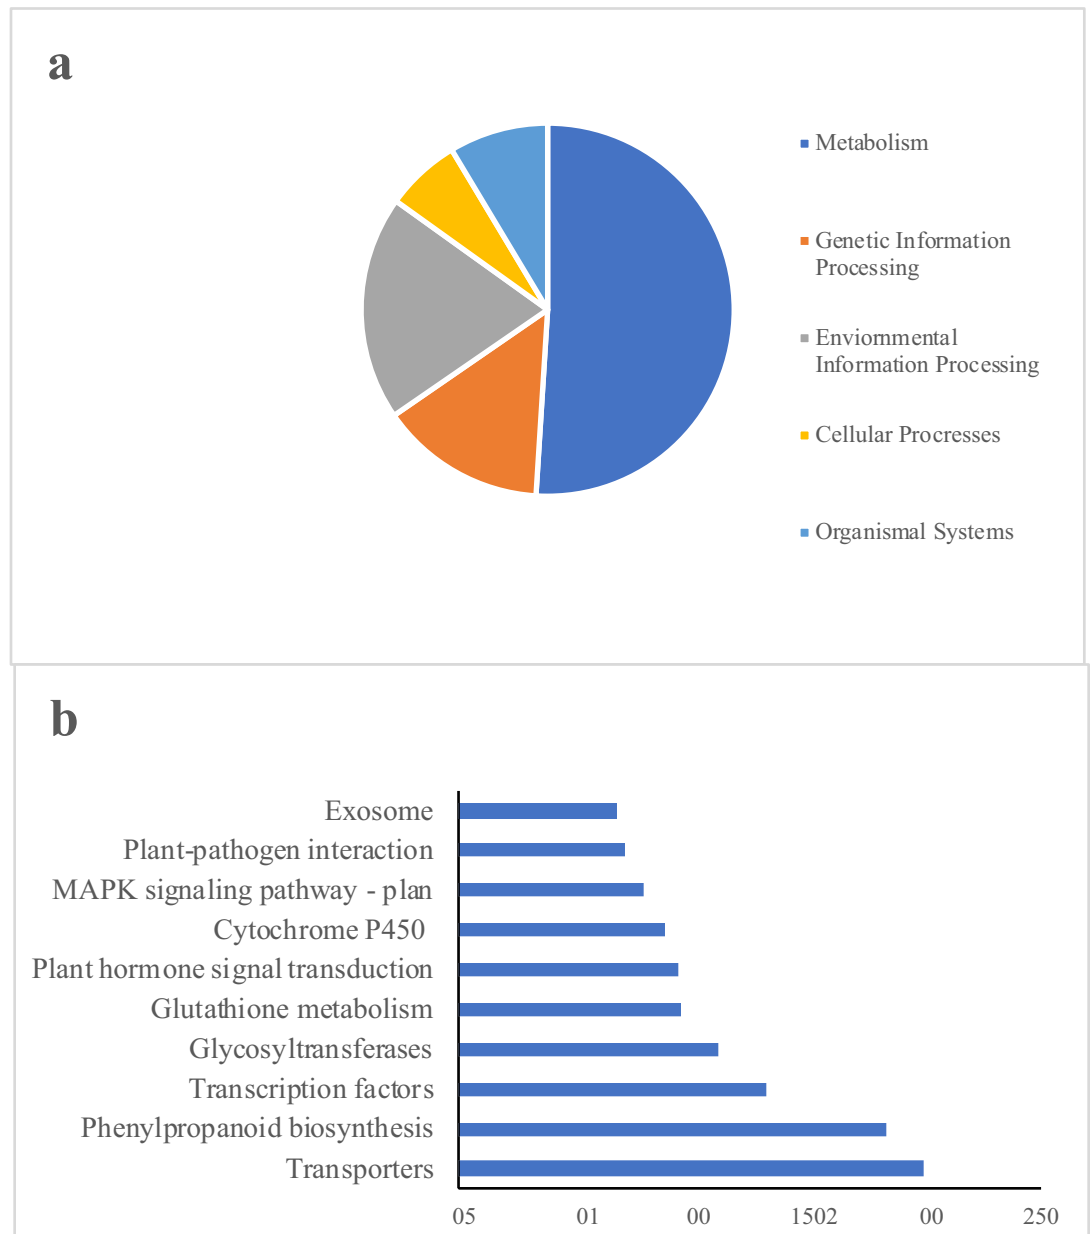 a
Metabolism
Genetic Information
Processing
Enviornmental
Information Processing
Cellular Procresses
Organismal Systems
b
Exosome
Plant-pathogen interaction
MAPK signaling pathway - plan
Cytochrome P450
Plant hormone signal transduction
Glutathione metabolism
Glycosyltransferases
Transcription factors
Phenylpropanoid biosynthesis
Transporters
05 01 00 1502 00 250